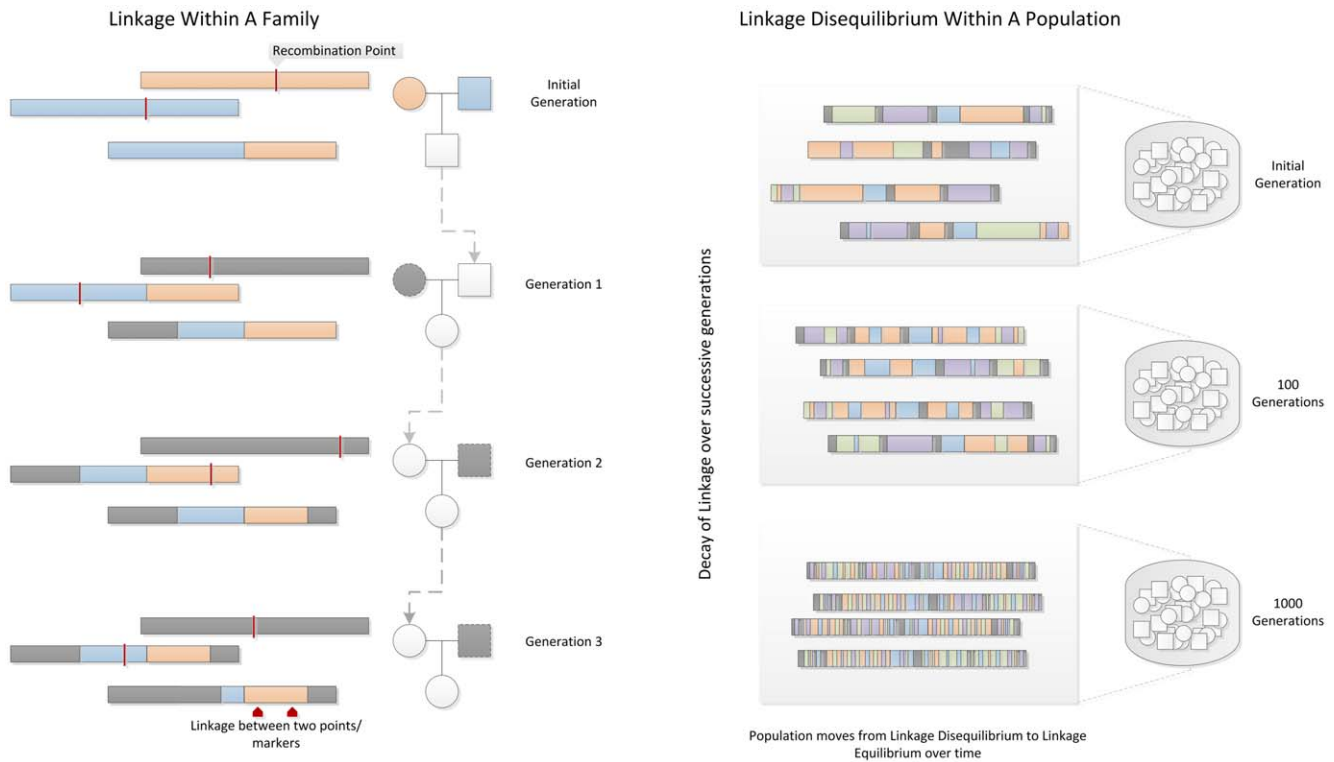 Linkage Within A Family
Recombination Point
Initial
Generation
Generation 1
Generation 2
Generation 3
Linkage between two points/
markers
Linkage Disequilibrium Within A Population
Decay of Linkage over successive generations
Initial
Generation
100
Generations
1000
Generations
Population moves from Linkage Disequilibrium to Linkage
Equilibrium over time